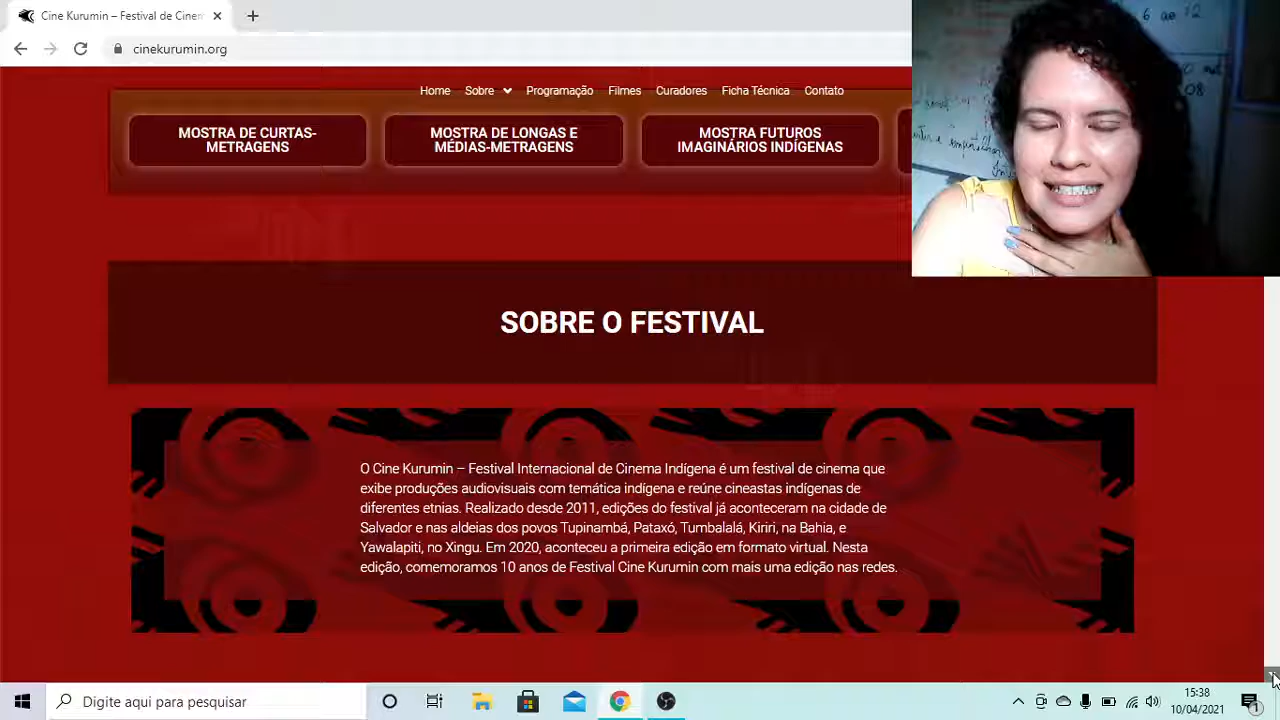 Cine Kurumin – Festival de Cinem
cinekurumin.org
Home Sobre Programação Filmes Curadores Ficha Técnica Contato
MOSTRA DE CURTAS-
METRAGENS
MOSTRA DE LONGAS E
MÉDIAS-METRAGENS
MOSTRA FUTUROS
IMAGINÁRIOS INDÍGENAS
6 ao 12
SOBRE O FESTIVAL
O Cine Kurumin – Festival Internacional de Cinema Indígena é um festival de cinema que
exibe produções audiovisuais com temática indígena e reúne cineastas indígenas de
diferentes etnias. Realizado desde 2011, edições do festival já aconteceram na cidade de
Salvador e nas aldeias dos povos Tupinambá, Pataxó, Tumbalalá, Kiriri, na Bahia, e
Yawalapiti, no Xingu. Em 2020, aconteceu a primeira edição em formato virtual. Nesta
edição, comemoramos 10 anos de Festival Cine Kurumin com mais uma edição nas redes.
Digite aqui para pesquisar
15:38
10/04/2021
1